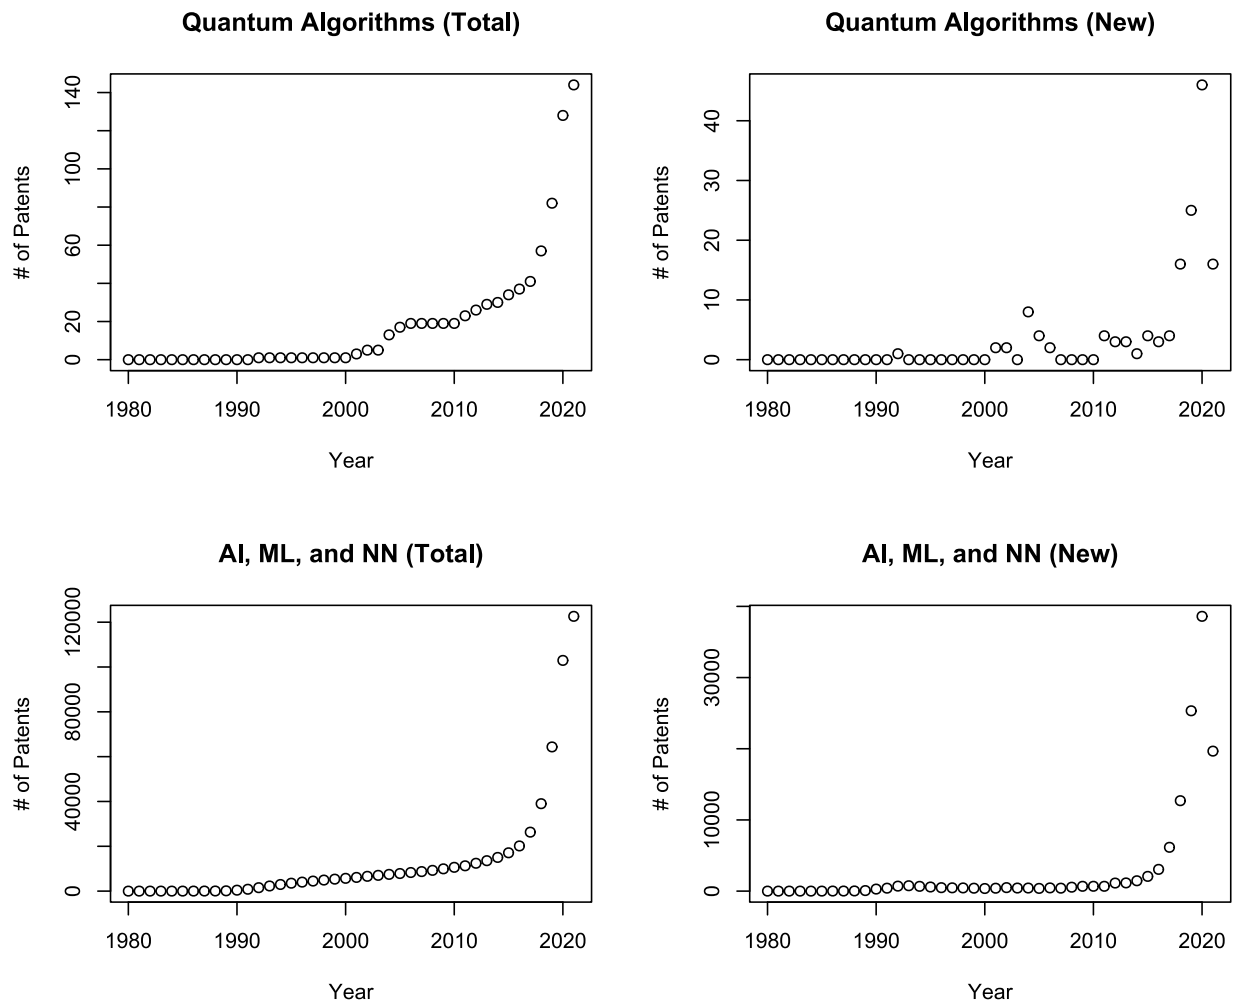 Quantum Algorithms (Total)
# of Patents
0
20
60
100
140
1980 1990 2000 2010 2020
Year
Quantum Algorithms (New)
# of Patents
0
10
20
30
40
1980 1990 2000 2010 2020
Year
AI, ML, and NN (Total)
# of Patents
0
40000
80000
120000
1980 1990 2000 2010 2020
Year
AI, ML, and NN (New)
# of Patents
0
10000
30000
1980 1990 2000 2010 2020
Year